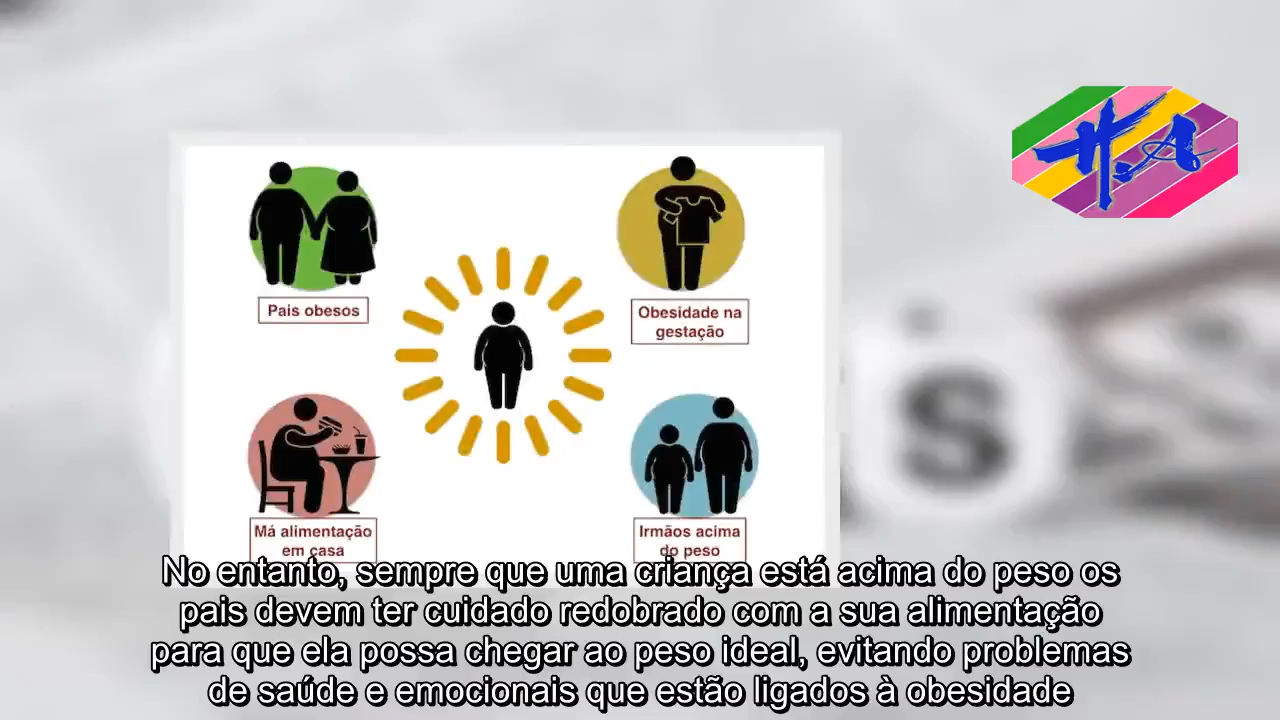 H.A
Pais obesos
Obesidade na
gestação
Má alimentação
em casa
Irmãos acima
do peso
s
No entanto, sempre que uma criança está acima do peso os
pais devem ter cuidado redobrado com a sua alimentação
para que ela possa chegar ao peso ideal, evitando problemas
de saúde e emocionais que estão ligados à obesidade